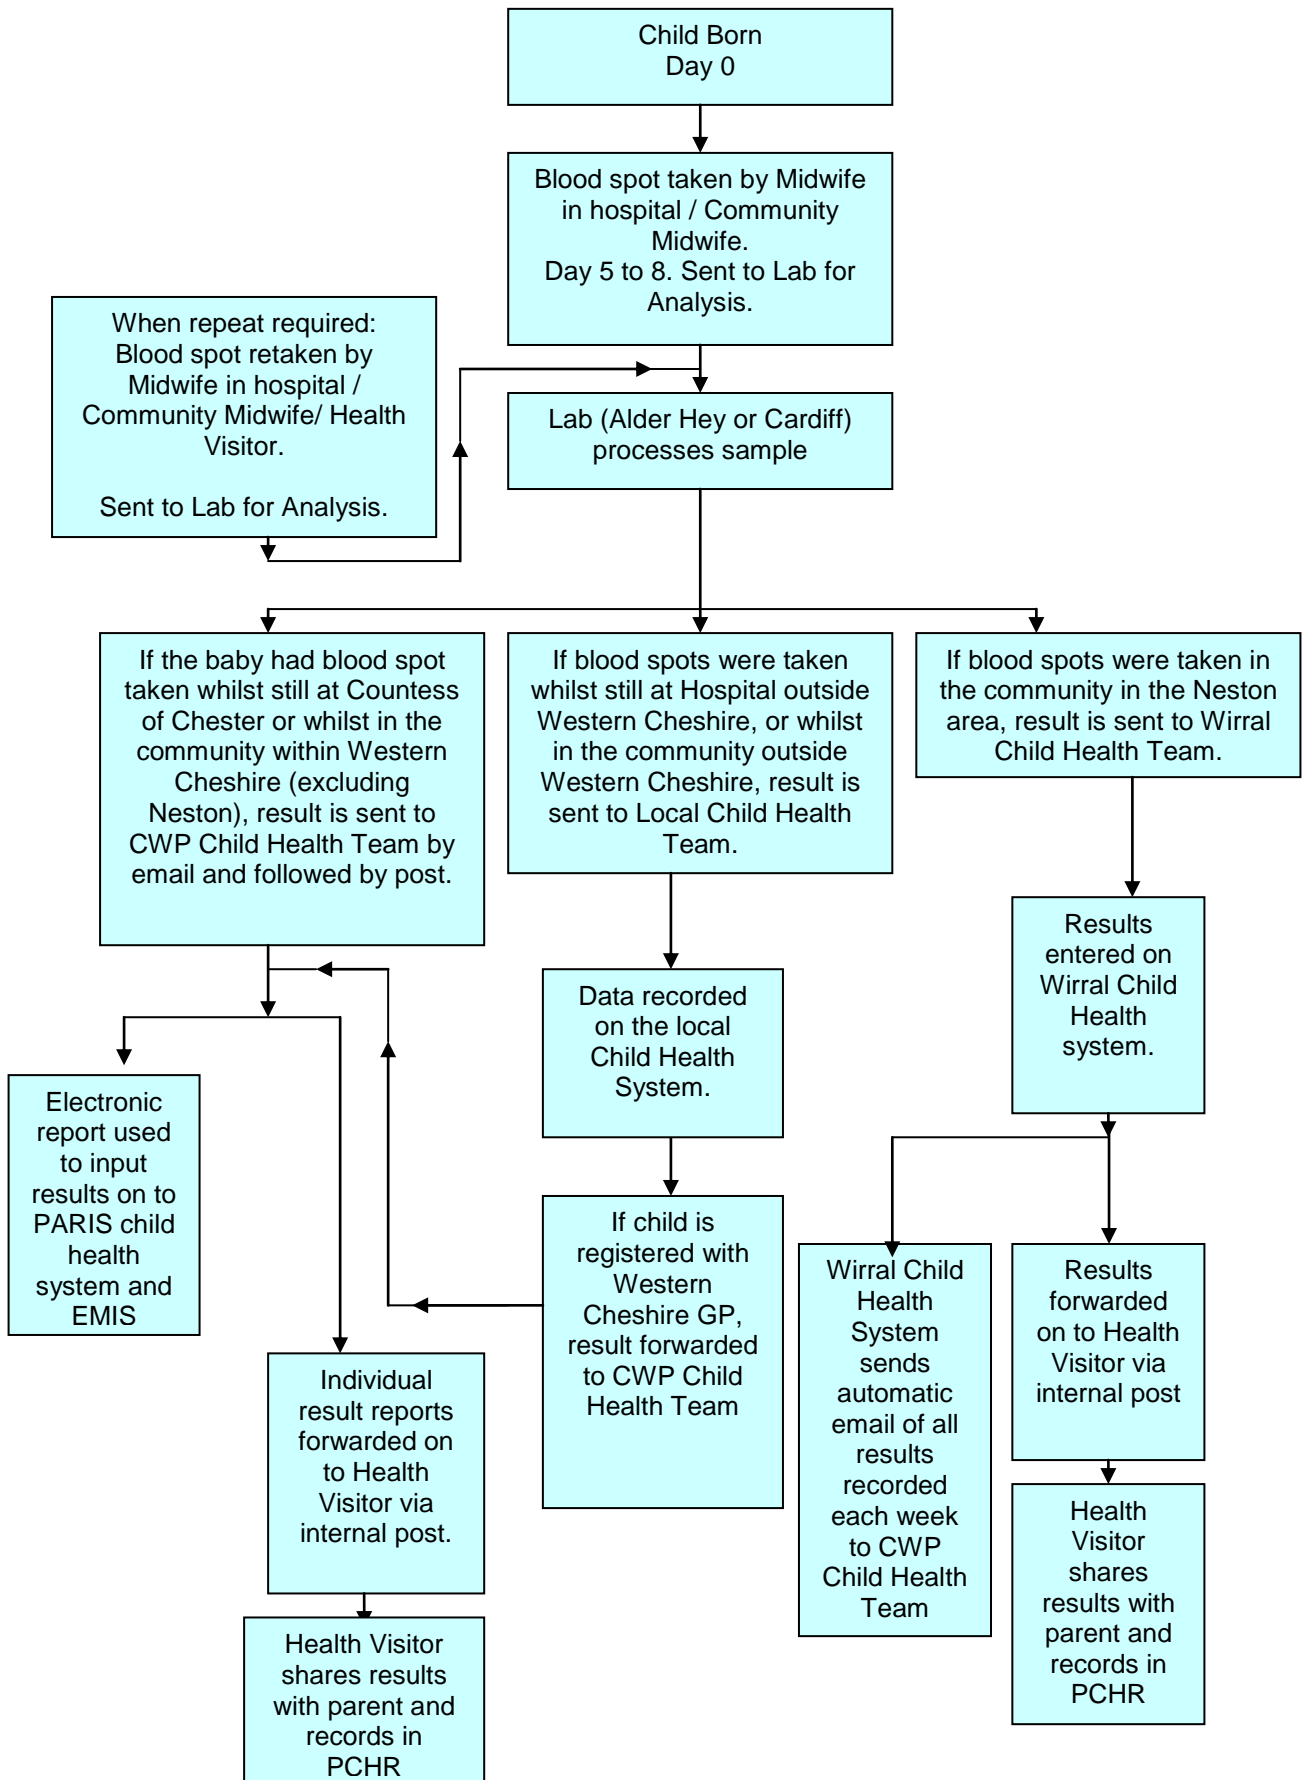 Child Born
Day 0
Blood spot taken by Midwife
in hospital / Community
Midwife.
Day 5 to 8. Sent to Lab for
Analysis.
When repeat required:
Blood spot retaken by
Midwife in hospital /
Community Midwife/ Health
Visitor.
Sent to Lab for Analysis.
Lab (Alder Hey or Cardiff)
processes sample
If the baby had blood spot
taken whilst still at Countess
of Chester or whilst in the
community within Western
Cheshire (excluding
Neston), result is sent to
CWP Child Health Team by
email and followed by post.
If blood spots were taken
whilst still at Hospital outside
Western Cheshire, or whilst
in the community outside
Western Cheshire, result is
sent to Local Child Health
Team.
If blood spots were taken in
the community in the Neston
area, result is sent to Wirral
Child Health Team.
Results
entered on
Wirral Child
Health
system.
Data recorded
on the local
Child Health
System.
Electronic
report used
to input
results on to
PARIS child
health
system and
EMIS
If child is
registered with
Western
Cheshire GP,
result forwarded
to CWP Child
Health Team
Wirral Child
Health
System
sends
automatic
email of all
results
recorded
each week
to CWP
Child Health
Team
Results
forwarded
on to Health
Visitor via
internal post
Individual
result reports
forwarded on
to Health
Visitor via
internal post.
Health
Visitor
shares
results with
parent and
records in
PCHR
Health Visitor
shares results
with parent and
records in
PCHR